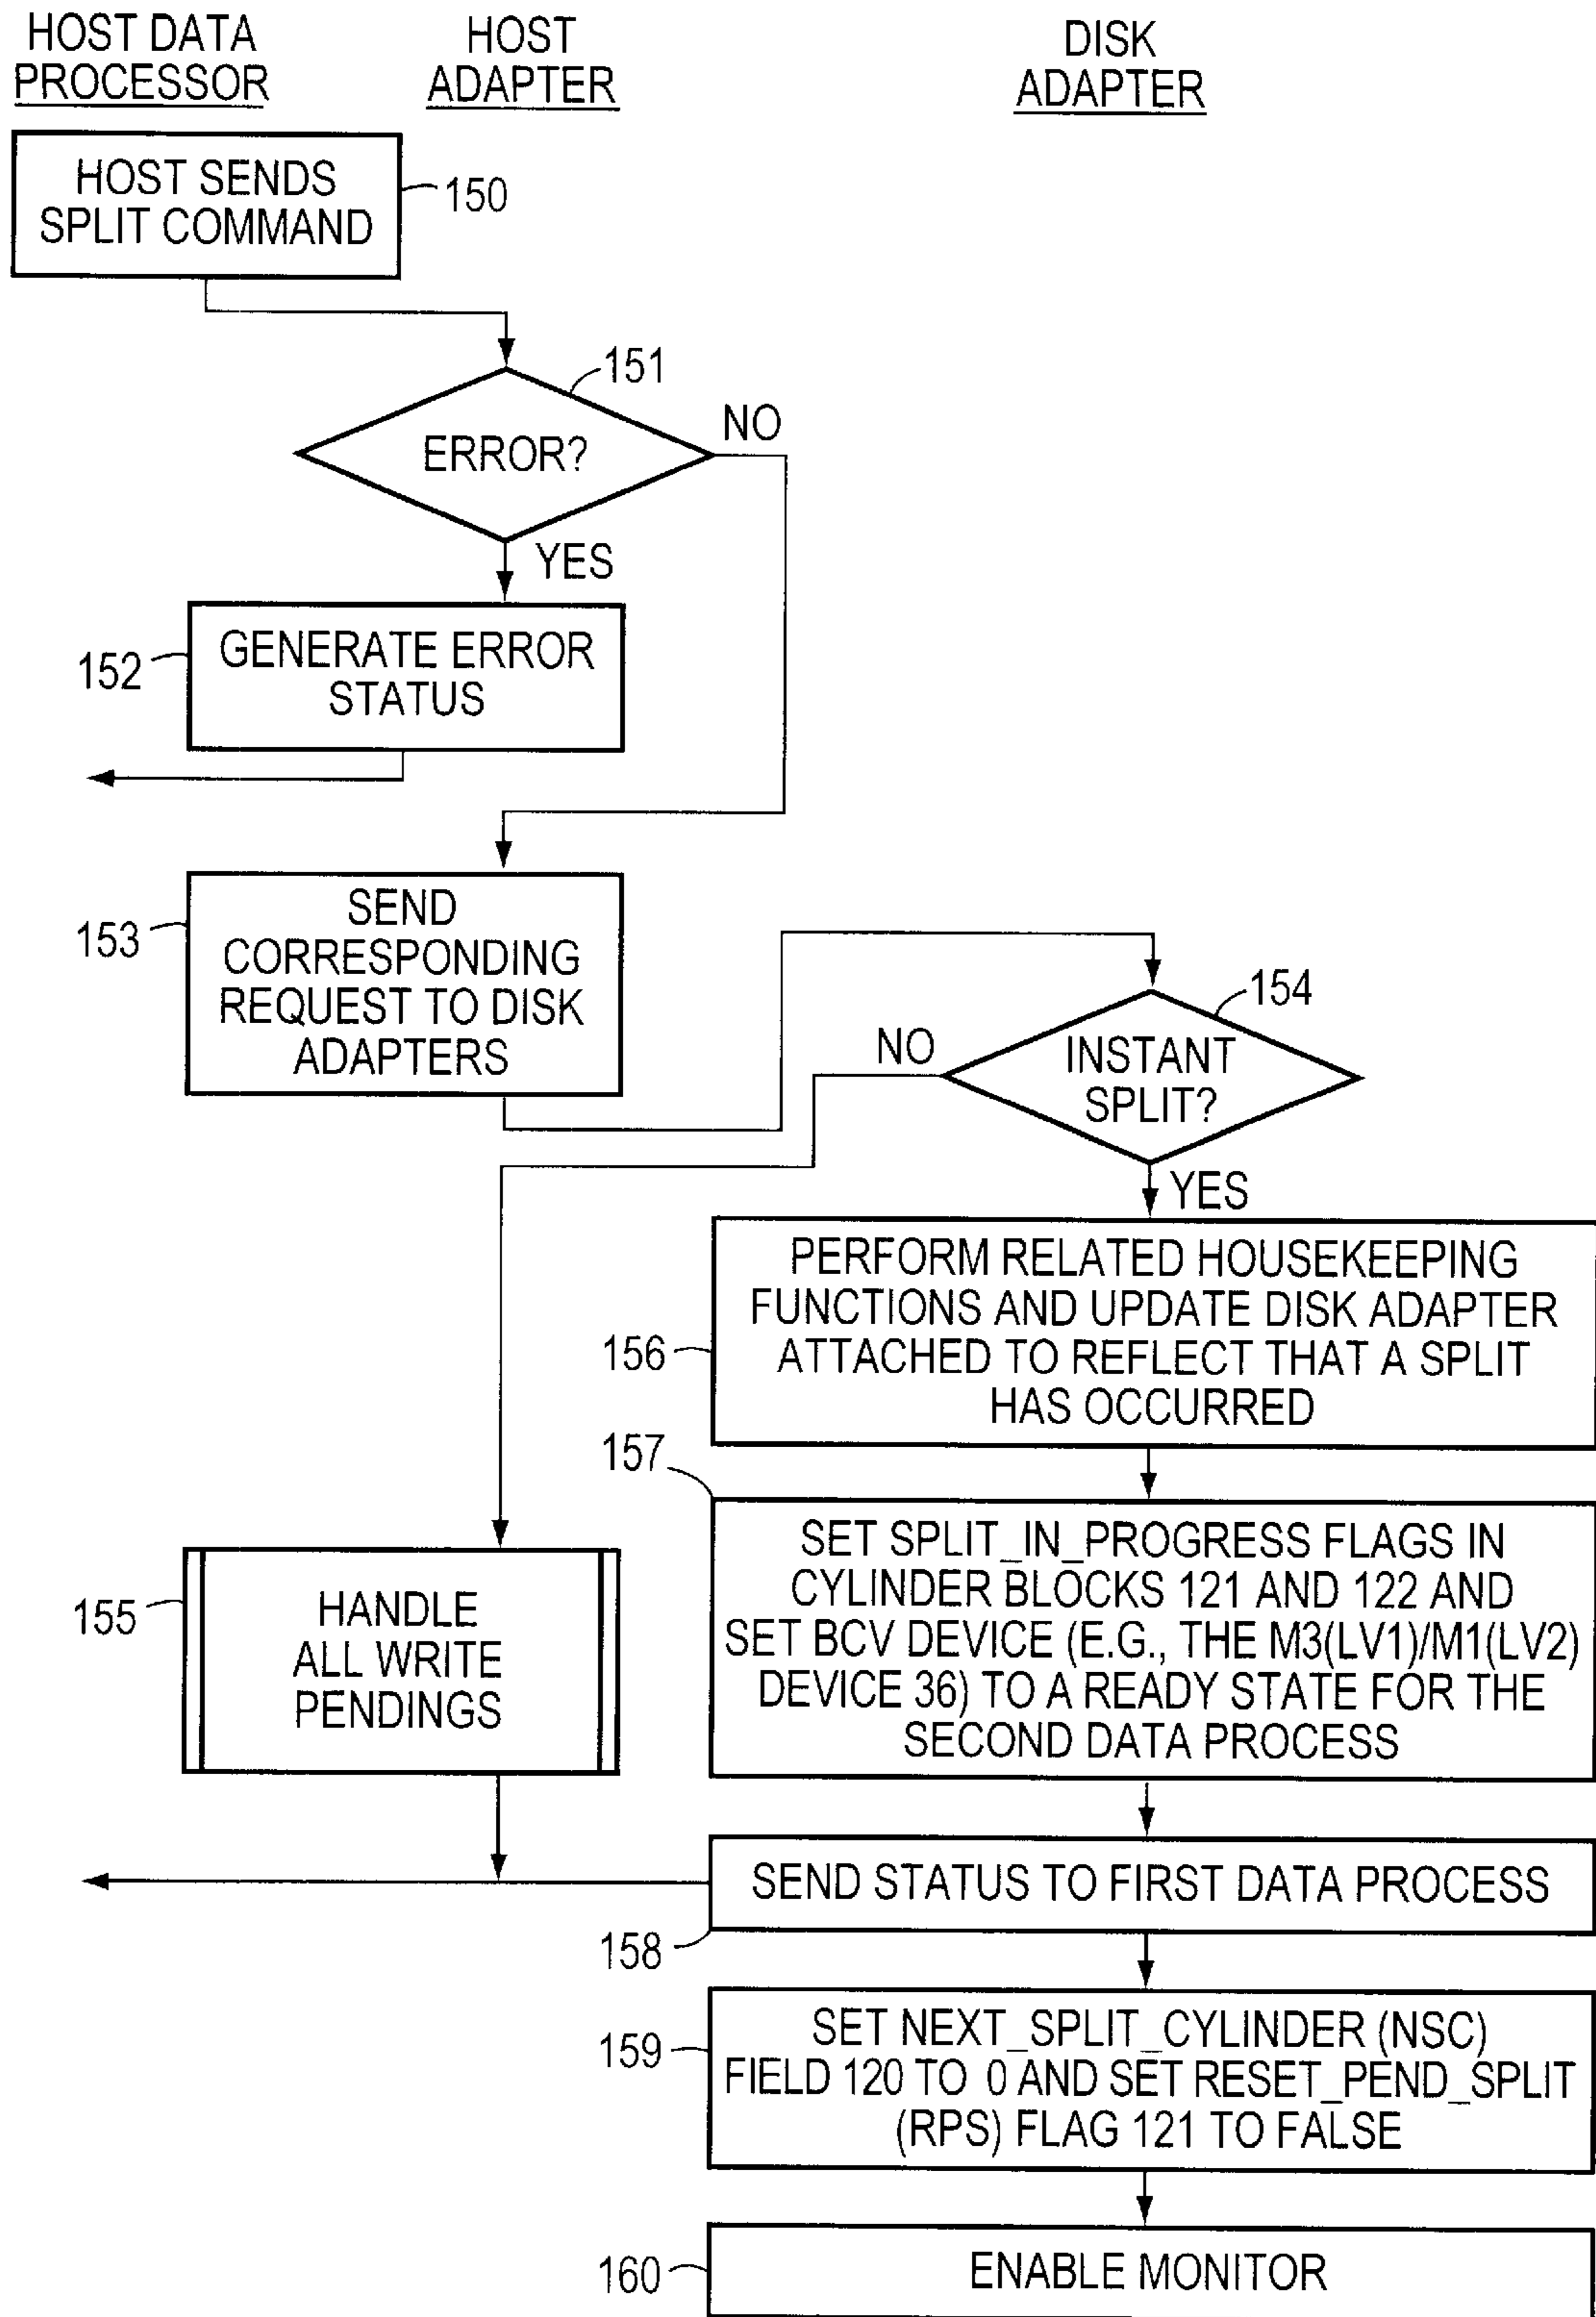 HOST DATA
PROCESSOR
HOST
ADAPTER
DISK
ADAPTER
HOST SENDS
SPLIT COMMAND
150
151
ERROR?
NO
YES
152
GENERATE ERROR
STATUS
153
SEND
CORRESPONDING
REQUEST TO DISK
ADAPTERS
154
INSTANT
SPLIT?
NO
YES
156
PERFORM RELATED HOUSEKEEPING
FUNCTIONS AND UPDATE DISK ADAPTER
ATTACHED TO REFLECT THAT A SPLIT
HAS OCCURRED
157
SET SPLIT_IN_PROGRESS FLAGS IN
CYLINDER BLOCKS 121 AND 122 AND
SET BCV DEVICE (E.G., THE M3(LV1)/M1(LV2)
DEVICE 36) TO A READY STATE FOR THE
SECOND DATA PROCESS
155
HANDLE
ALL WRITE
PENDINGS
SEND STATUS TO FIRST DATA PROCESS
158
159
SET NEXT_SPLIT_CYLINDER (NSC)
FIELD 120 TO 0 AND SET RESET_PEND_SPLIT
(RPS) FLAG 121 TO FALSE
160
ENABLE MONITOR